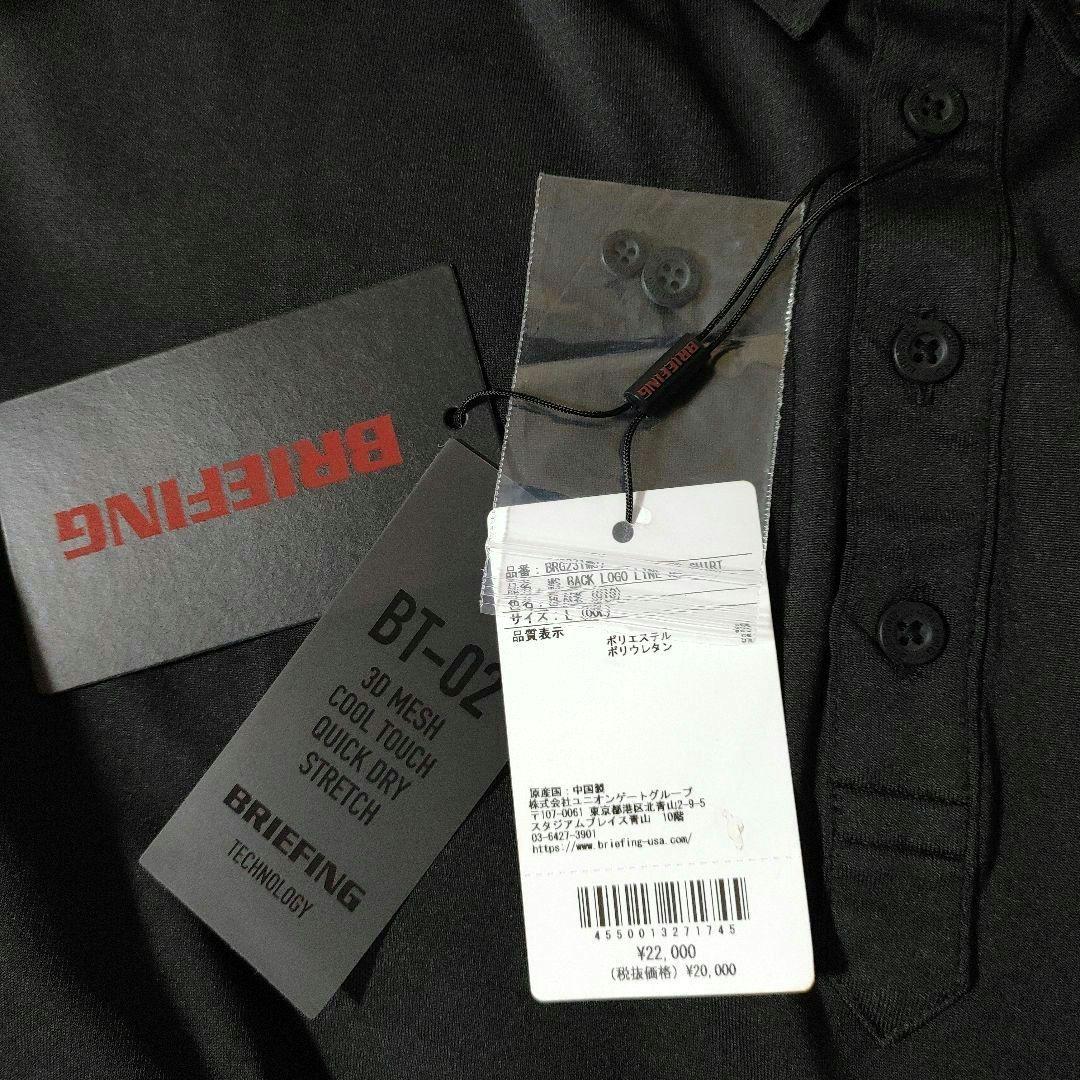 BRIEFING
BRIEFING
BT-02
3D MESH
COOL TOUCH
QUICK DRY
STRETCH
BRIEFING
TECHNOLOGY
品番:BRG231 SHIRT
MS BACK LOGO LINE
サイズ:L
品質表示 ポリエステル
ポリウレタン
原産国:中国製
株式会社ユニオンゲートグループ
〒107-0061 東京都港区北青山2-9-5
スタジアムプレイス青山 10階
03-6427-3901
https://www.briefing-usa.com/
4550013271745
¥22,000
(税抜価格) ¥20,000